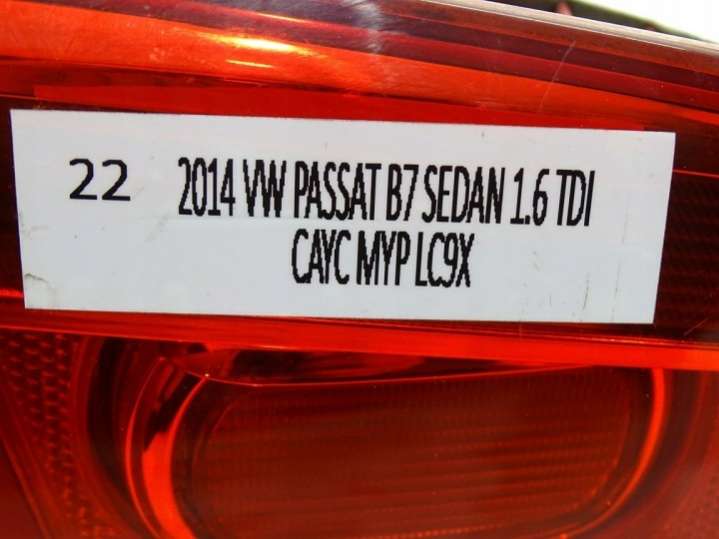 22 2014 VW PASSAT B7 SEDAN 1.6 TDI
CAYC MYP LC9X